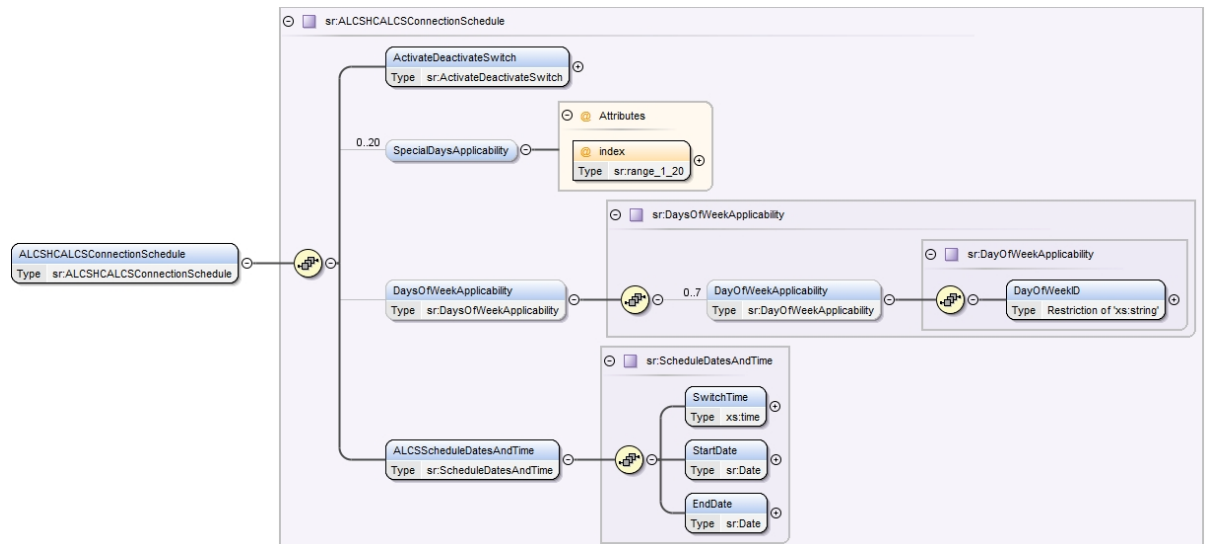 sr:ALCSHCALCSConnectionSchedule
ActivateDeactivateSwitch
Type sr:ActivateDeactivateSwitch
@ Attributes
0..20
SpecialDaysApplicability
@ index
Type sr:range_1_20
sr:DaysOfWeekApplicability
sr:DayOfWeekApplicability
ALCSHCALCSConnectionSchedule
Type sr:ALCSHCALCSConnectionSchedule
DaysOfWeekApplicability
Type sr:DaysOfWeekApplicability
0..7
DayOfWeekApplicability
Type sr:DayOfWeekApplicability
DayOfWeekID
Type Restriction of 'xs:string'
sr:ScheduleDatesAndTime
SwitchTime
Type xs:time
ALCSScheduleDatesAndTime
Type sr:ScheduleDatesAndTime
StartDate
Type sr:Date
EndDate
Type sr:Date